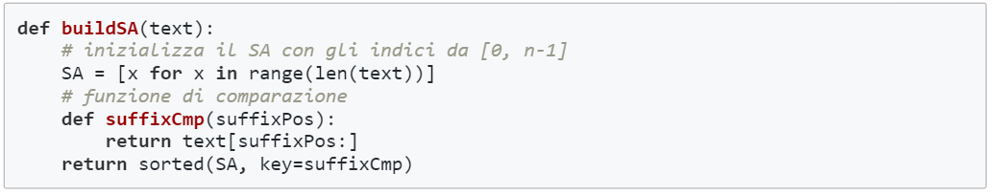 def buildSA(text):
    # inizializza il SA con gli indici da [0, n-1]
    SA = [x for x in range(len(text))]
    # funzione di comparazione
    def suffixCmp(suffixPos):
        return text[suffixPos:]
    return sorted(SA, key=suffixCmp)